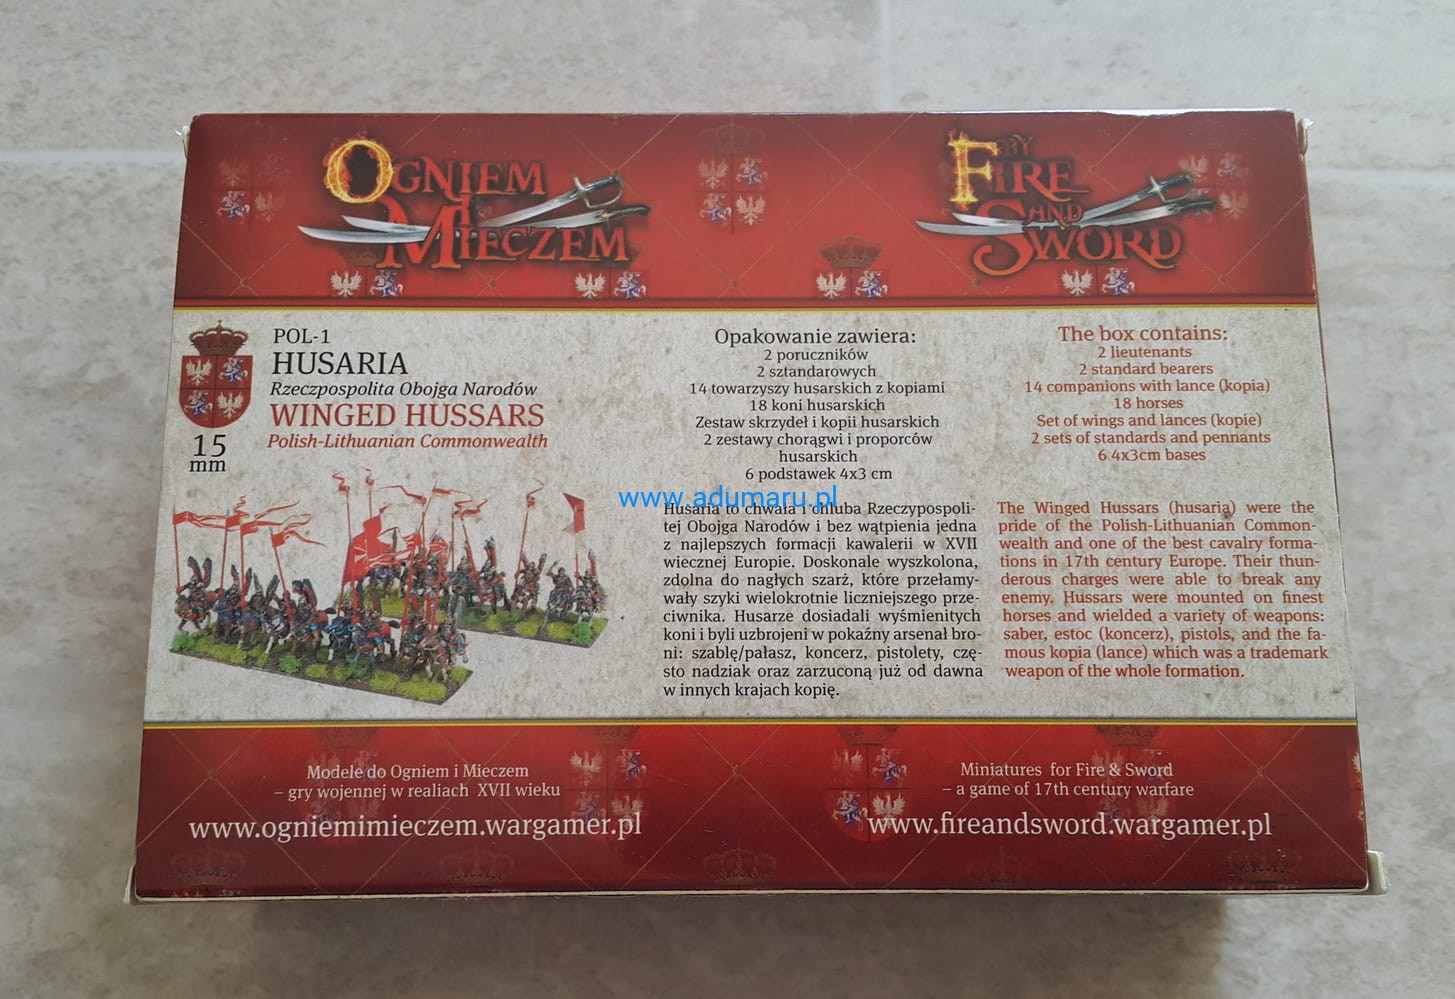 OGNIEM
I
MIECZEM
BY
FIRE
AND
SWORD
POL-1
HUSARIA
Rzeczpospolita Obojga Narodów
WINGED HUSSARS
Polish-Lithuanian Commonwealth
15
mm
Opakowanie zawiera:
2 poruczników
2 sztandarowych
14 towarzyszy husarskich z kopiami
18 koni husarskich
Zestaw skrzydeł i kopii husarskich
2 zestawy chorągwi i proporców
husarskich
6 podstawek 4x3 cm
The box contains:
2 lieutenants
2 standard bearers
14 companions with lance (kopia)
18 horses
Set of wings and lances (kopie)
2 sets of standards and pennants
6 4x3cm bases
www.adumaru.pl
Husaria to chwała i chluba Rzeczypospoli-
tej Obojga Narodów i bez wątpienia jedna
z najlepszych formacji kawalerii w XVII
wiecznej Europie. Doskonale wyszkolona,
zdolna do nagłych szarż, które przełamy-
wały szyki wielokrotnie liczniejszego prze-
ciwnika. Husarze dosiadali wyśmienitych
koni i byli uzbrojeni w pokaźny arsenał bro-
ni: szablę/pałasz, koncerz, pistolety, czę-
sto nadziak oraz zarzuconą już od dawna
w innych krajach kopię.
The Winged Hussars (husaria) were the
pride of the Polish-Lithuanian Common-
wealth and one of the best cavalry forma-
tions in 17th century Europe. Their thun-
derous charges were able to break any
enemy. Hussars were mounted on finest
horses and wielded a variety of weapons:
saber, estoc (koncerz), pistols, and the fa-
mous kopia (lance) which was a trademark
weapon of the whole formation.
Modele do Ogniem i Mieczem
– gry wojennej w realiach XVII wieku
www.ogniemimieczem.wargamer.pl
Miniatures for Fire & Sword
– a game of 17th century warfare
www.fireandsword.wargamer.pl